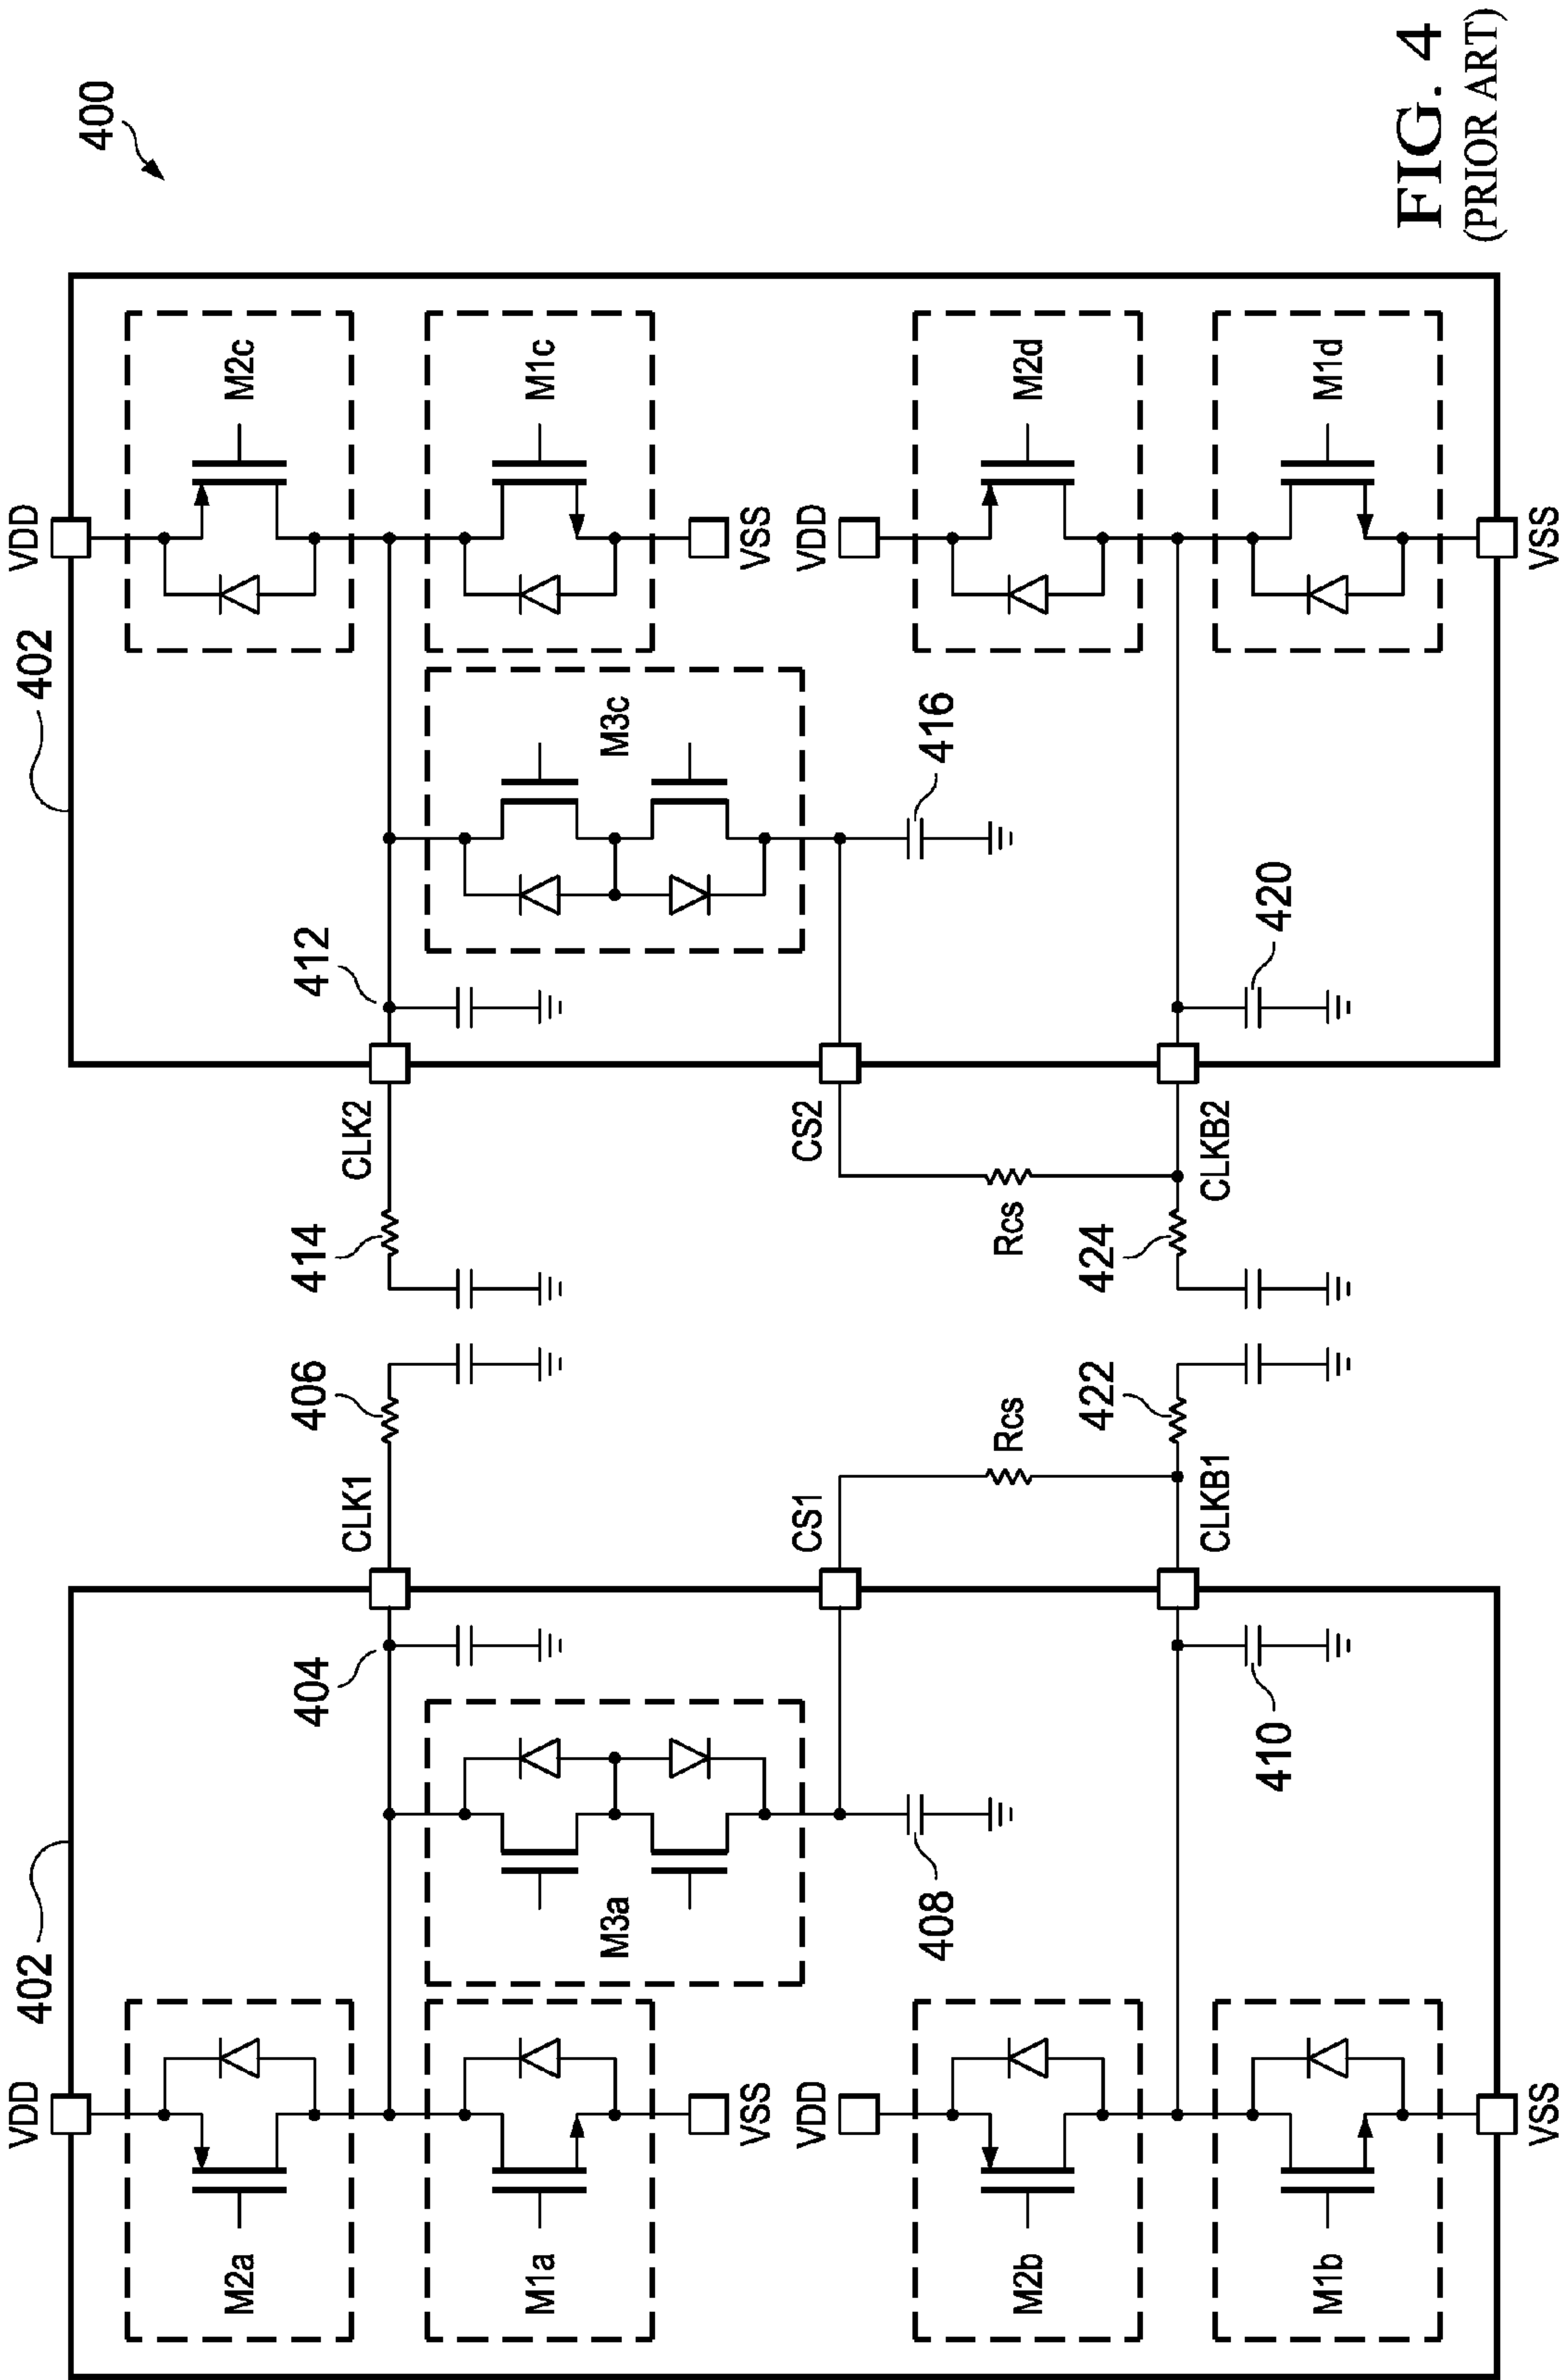 400
402
VDD
M2a
M1a
VSS
M3a
404
408
VDD
M2b
M1b
VSS
410
CLK1
406
CS1
Rcs
CLKB1
422
414
CLK2
Rcs
CS2
424
CLKB2
402
VDD
M2c
M1c
VSS
M3c
412
416
VDD
M2d
M1d
VSS
420
FIG. 4
(PRIOR ART)